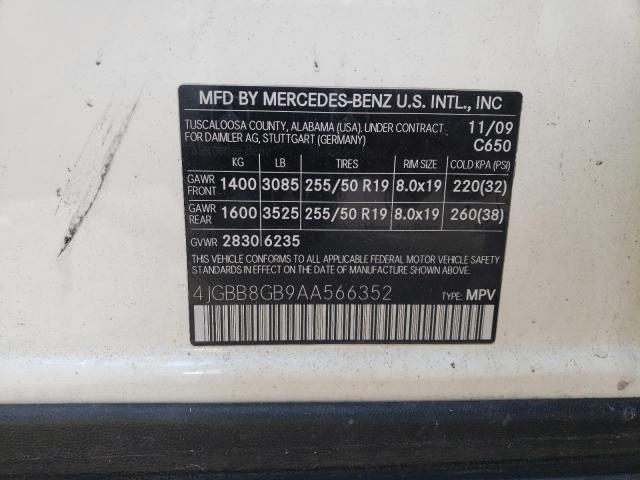 MFD BY MERCEDES-BENZ U.S. INTL., INC
TUSCALOOSA COUNTY, ALABAMA (USA). UNDER CONTRACT 11/09
FOR DAIMLER AG, STUTTGART (GERMANY) C650
KG LB TIRES RIM SIZE COLD KPA (PSI)
GAWR FRONT 1400 3085 255/50 R19 8.0x19 220(32)
GAWR REAR 1600 3525 255/50 R19 8.0x19 260(38)
GVWR 2830 6235
THIS VEHICLE CONFORMS TO ALL APPLICABLE FEDERAL MOTOR VEHICLE SAFETY
STANDARDS IN EFFECT ON THE DATE OF MANUFACTURE SHOWN ABOVE
4JGBB8GB9AA566352 TYPE: MPV